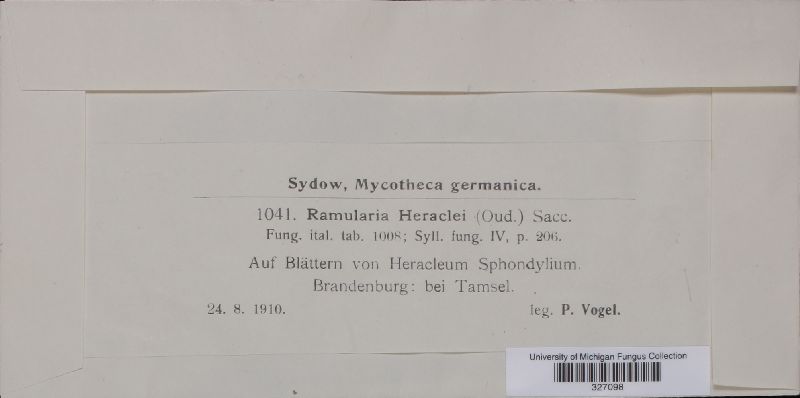 Sydow, Mycotheca germanica.
1041. Ramularia Heraclei (Oud.) Sacc.
Fung. ital. tab. 1008; Syll. fung. IV, p. 206.
Auf Blättern von Heracleum Sphondylium.
Brandenburg: bei Tamsel.
24. 8. 1910. leg. P. Vogel.
University of Michigan Fungus Collection
327098